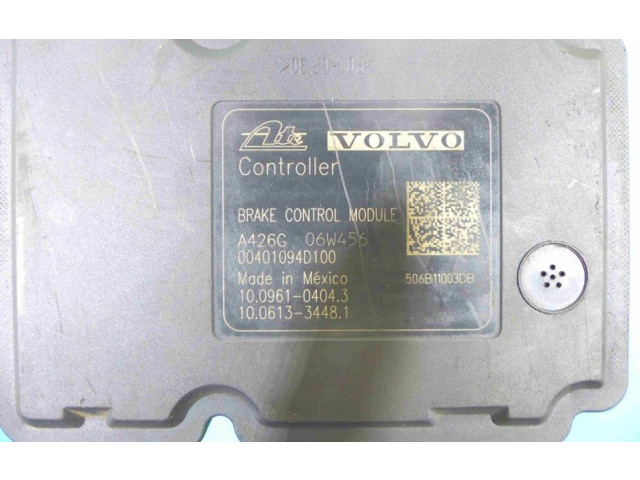 Ate VOLVO
Controller
BRAKE CONTROL MODULE
A426G 06W456
00401094D100
Made in México
10.0961-0404.3
10.0613-3448.1
506B11003DB